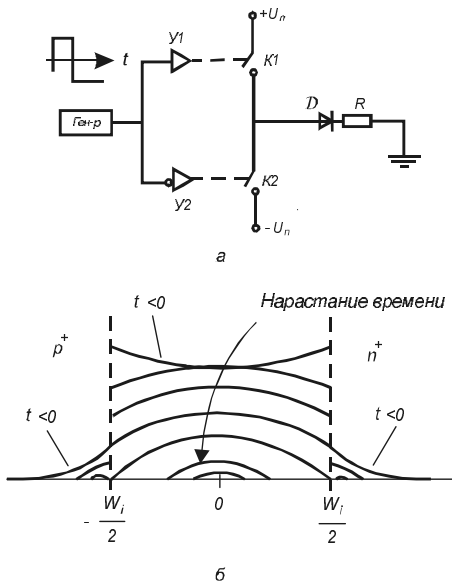 +Uп
У1
t
К1
Ген-р
D
R
К2
У2
- Uп
а
t <0
Нарастание времени
p+
n+
t <0
t <0
- Wi/2
0
Wi/2
б